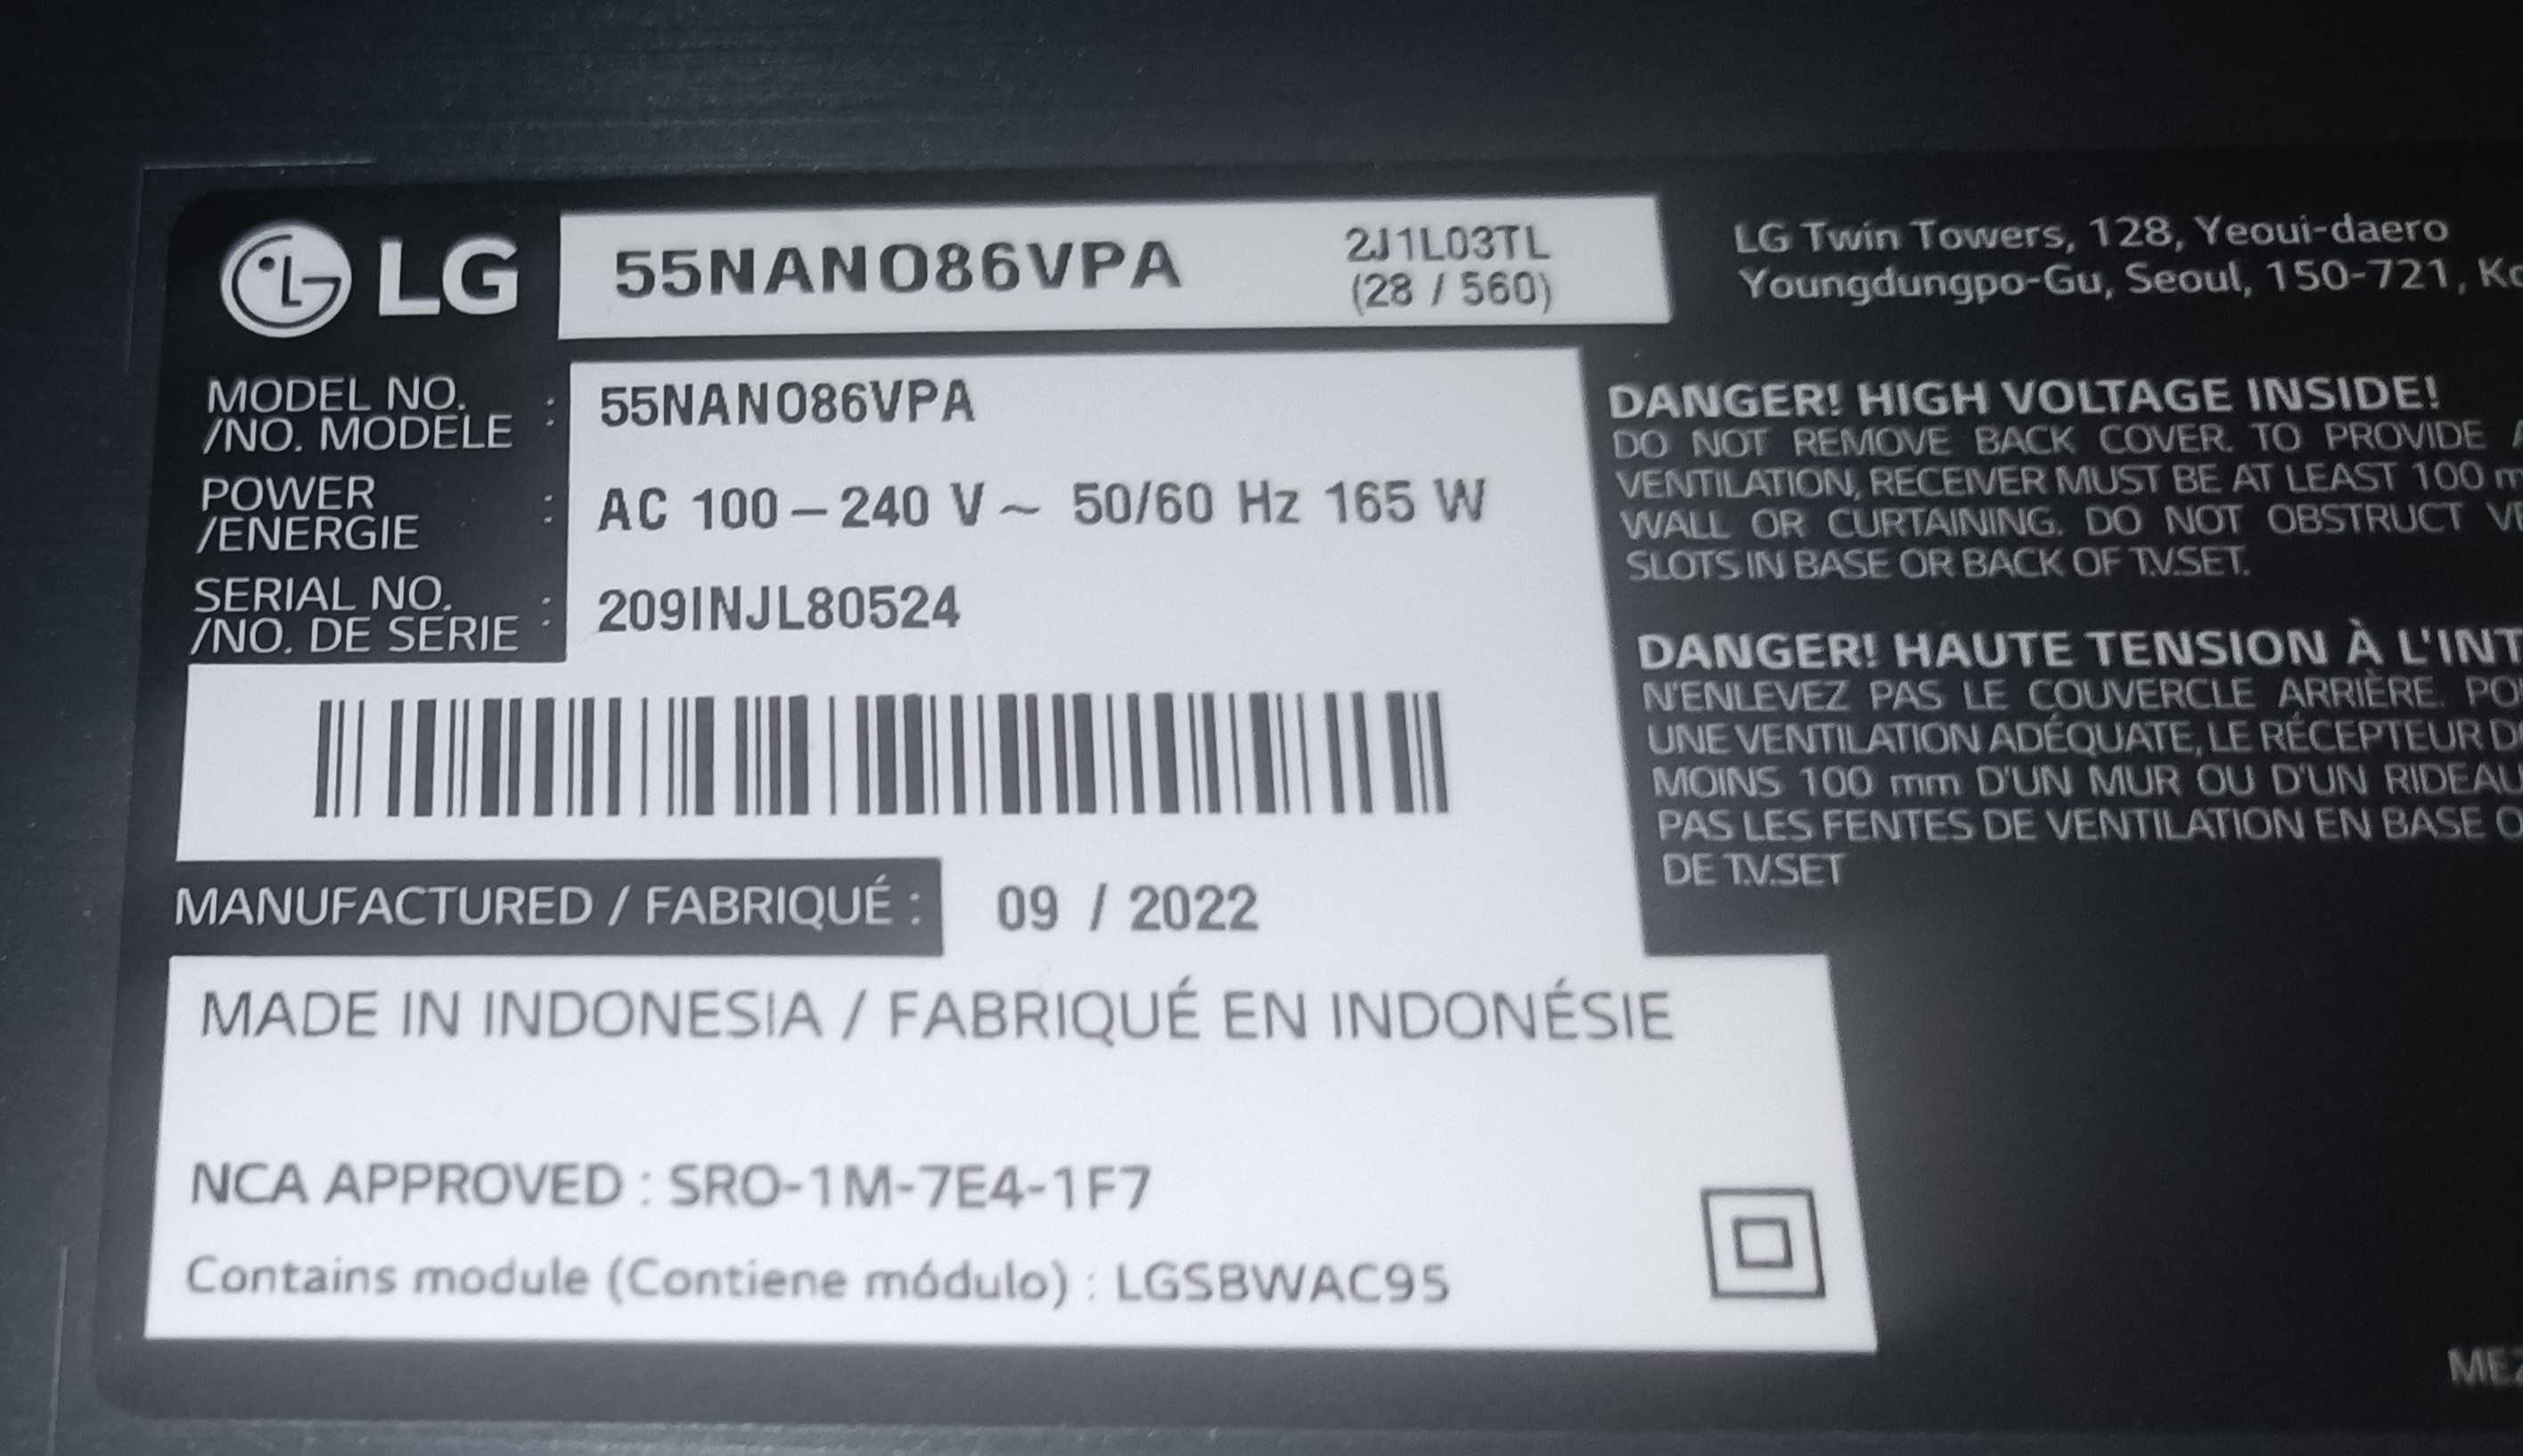 LG
55NANO86VPA
2J1L03TL
(28 / 560)
MODEL NO.
/NO. MODELE :
55NANO86VPA
POWER
/ENERGIE :
AC 100-240 V ~ 50/60 Hz 165 W
SERIAL NO.
/NO. DE SERIE :
209INJL80524
MANUFACTURED / FABRIQUÉ : 09 / 2022
MADE IN INDONESIA / FABRIQUÉ EN INDONÉSIE
NCA APPROVED : SRO-1M-7E4-1F7
Contains module (Contiene módulo) : LGSBWAC95
LG Twin Towers, 128, Yeoui-daero
Youngdungpo-Gu, Seoul, 150-721,
DANGER! HIGH VOLTAGE INSIDE!
DO NOT REMOVE BACK COVER. TO PROVIDE
VENTILATION, RECEIVER MUST BE AT LEAST 100
WALL OR CURTAINING. DO NOT OBSTRUCT
SLOTS IN BASE OR BACK OF T.V.SET.
DANGER! HAUTE TENSION À
N'ENLEVEZ PAS LE COUVERCLE ARRIÈRE.
UNE VENTILATION ADÉQUATE, LE RÉCEPTEUR
MOINS 100 mm D'UN MUR OU D'UN RIDEAU
PAS LES FENTES DE VENTILATION EN BASE
DE T.V.SET